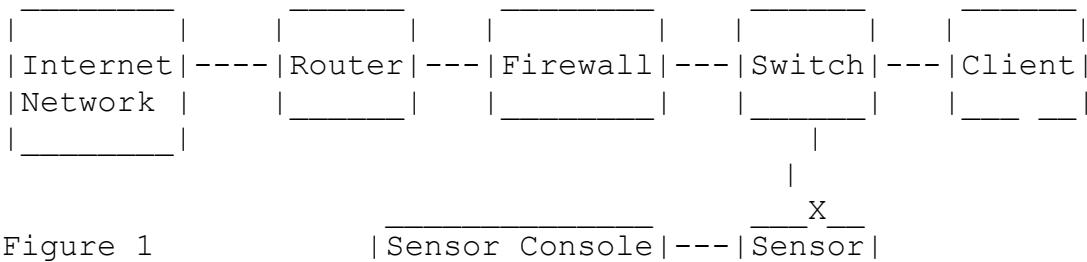 Internet Router Firewall Switch Client
Network
X
Figure 1 Sensor Console Sensor